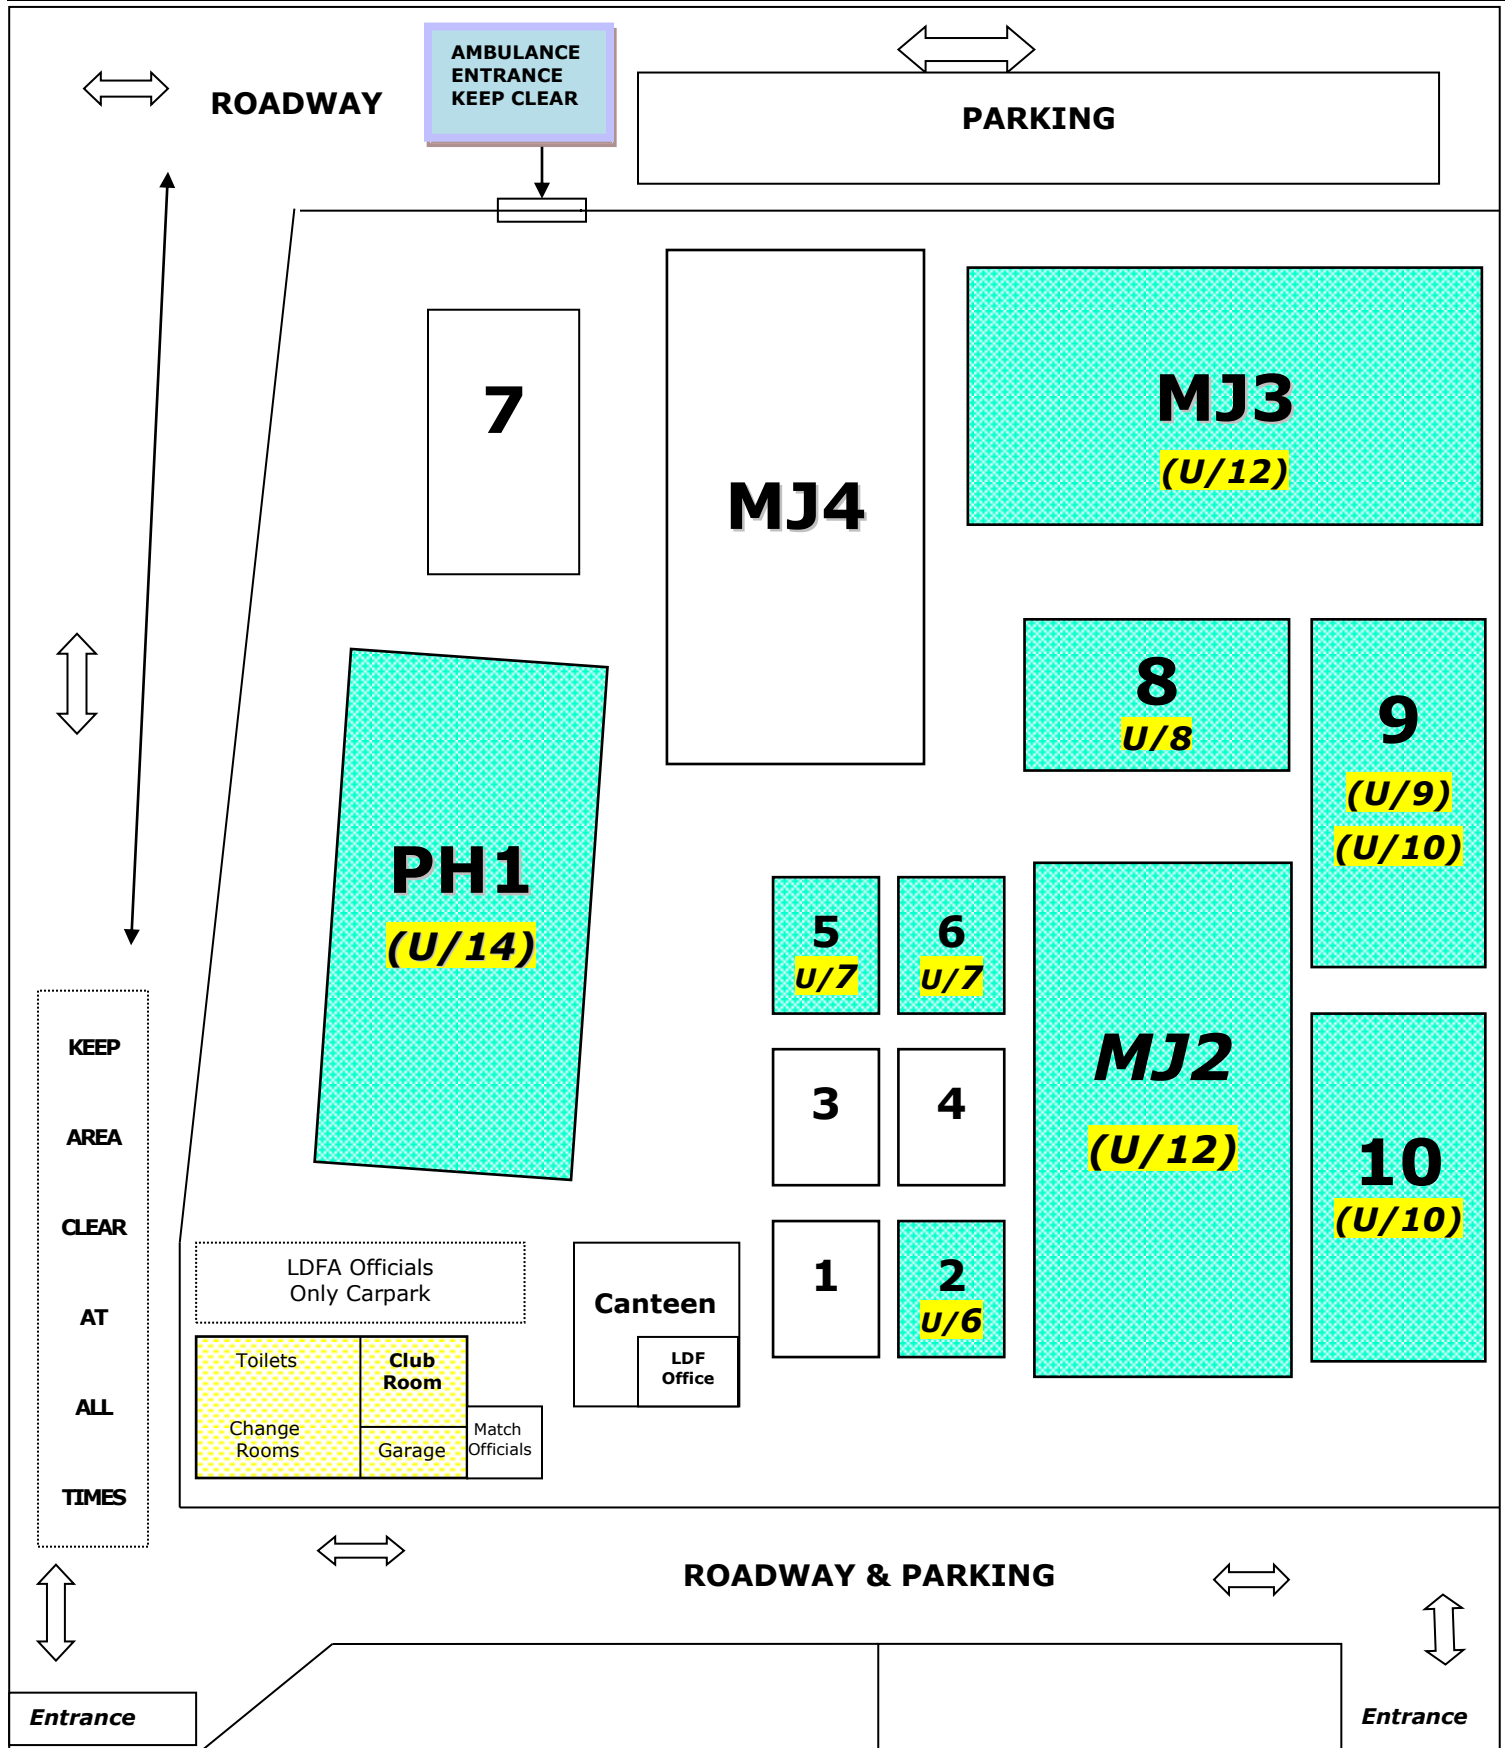 AMBULANCE
ENTRANCE
KEEP CLEAR
ROADWAY
PARKING
7
MJ4
MJ3
(U/12)
8
U/8
9
(U/9)
(U/10)
PH1
(U/14)
5
U/7
6
U/7
MJ2
(U/12)
3
4
10
(U/10)
1
2
U/6
KEEP
AREA
CLEAR
AT
ALL
TIMES
LDFA Officials
Only Carpark
Canteen
LDF
Office
Toilets
Club
Room
Change
Rooms
Garage
Match
Officials
ROADWAY & PARKING
Entrance
Entrance